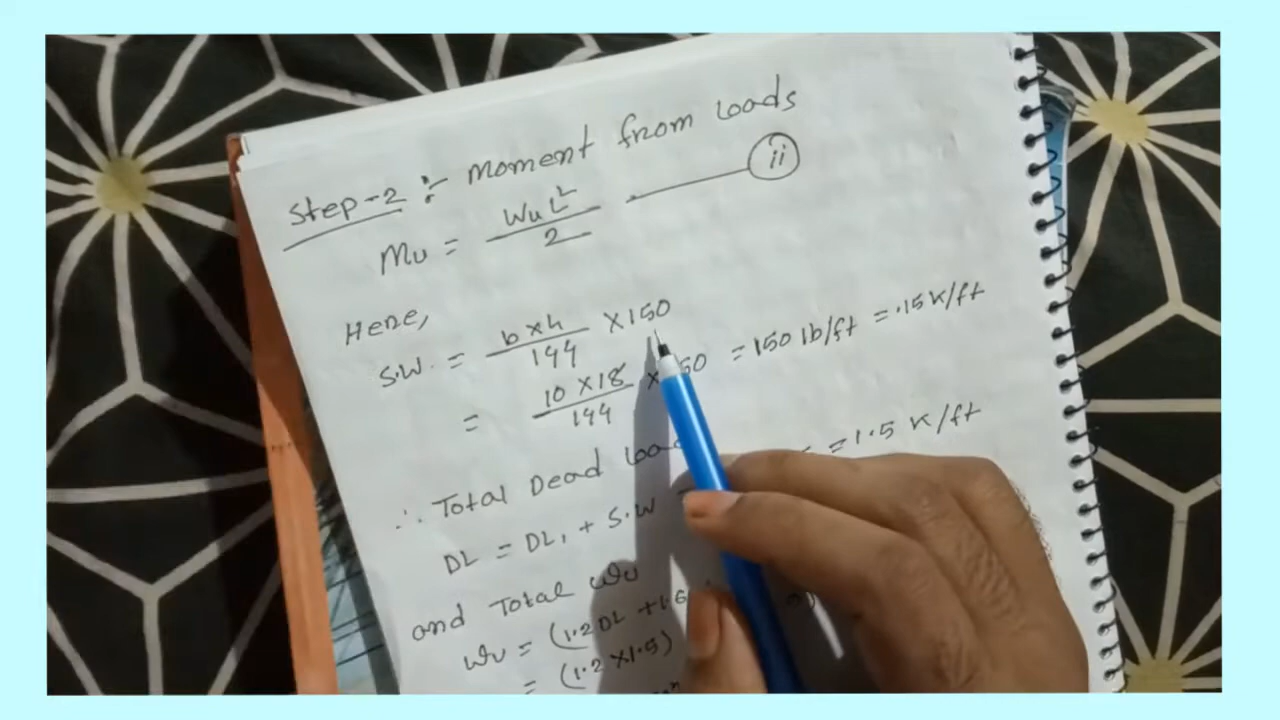 Step-2 :- Moment from Loads
Mu = WuL²/2 (ii)
Here,
S.W. = b×h/144 ×150
= 10×18/144 × 50 = 150 lb/ft = .15 K/ft
∴ Total Dead Load
DL = DL1 + S.W = 1.5 K/ft
and Total Wu
Wu = (1.2DL + 1.6
= (1.2×1.5)